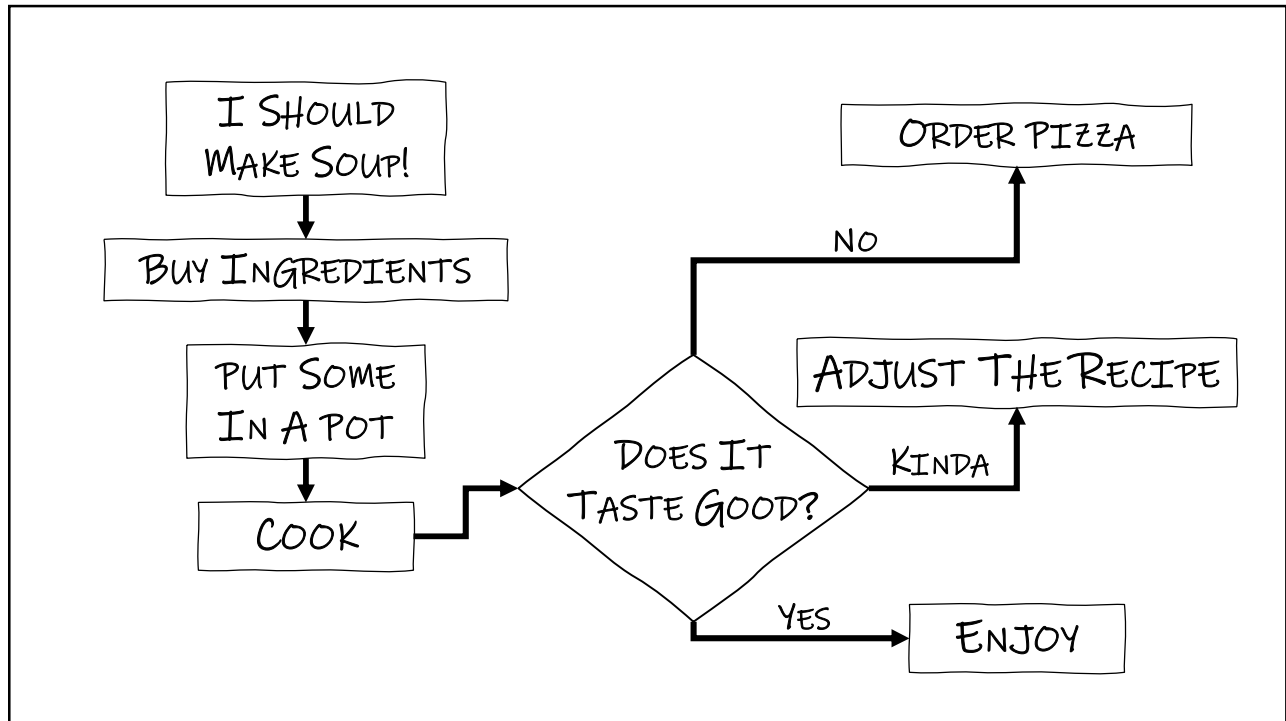 I SHOULD
MAKE SOUP!
BUY INGREDIENTS
PUT SOME
IN A POT
COOK
DOES IT
TASTE GOOD?
NO
ORDER PIZZA
KINDA
ADJUST THE RECIPE
YES
ENJOY